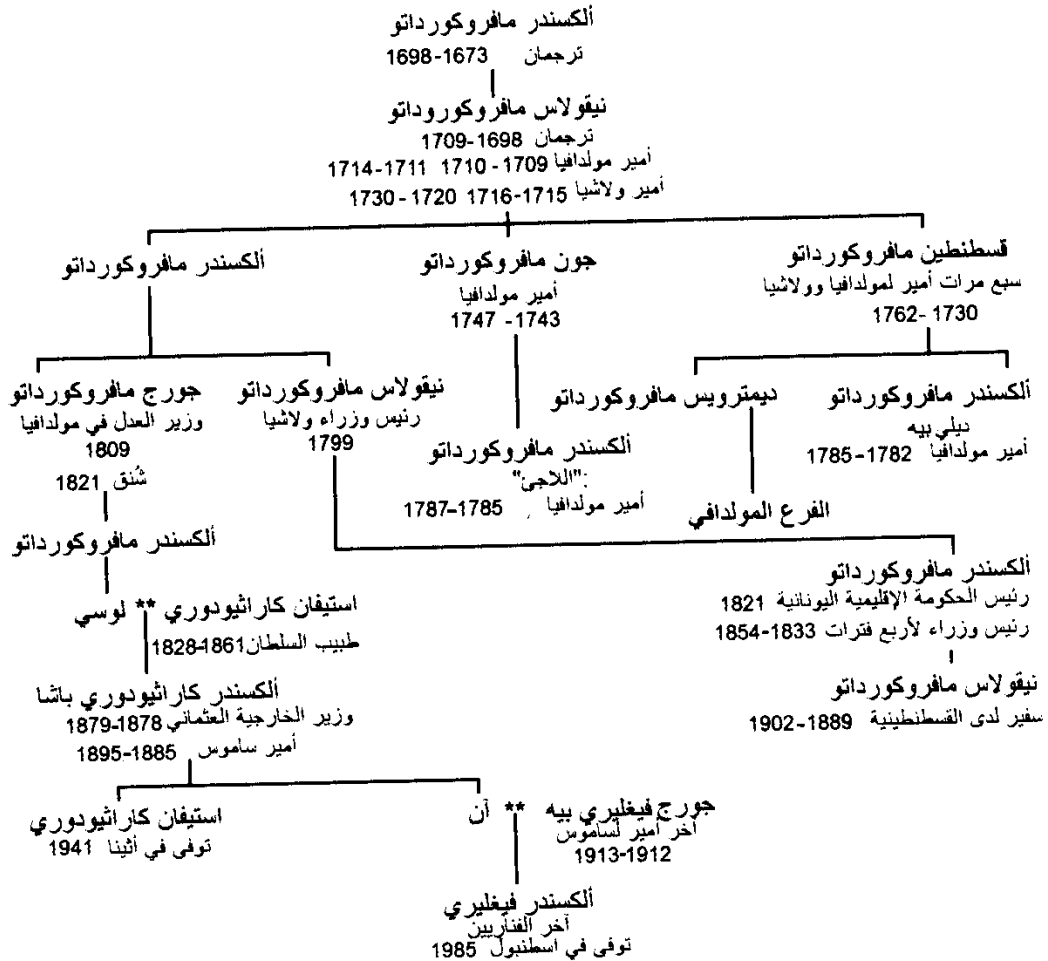 ألكسندر مافروكورداتو
ترجمان 1673-1698
نيقولاس مافروكوروداتو
ترجمان 1698-1709
أمير مولدافيا 1709-1710 1711-1714
أمير ولاشيا 1715-1716 1720-1730
قسطنطين مافروكورداتو
سبع مرات أمير لمولدافيا وولاشيا
1730-1762
جون مافروكورداتو
أمير مولدافيا
1743-1747
ألكسندر مافروكورداتو
ألكسندر مافروكورداتو
ديلي بيه
أمير مولدافيا 1782-1785
ديمترويس مافروكورداتو
الفرع المولدافي
ألكسندر مافروكورداتو
"اللاجئ":
أمير مولدافيا 1785-1787
نيقولاس مافروكورداتو
رئيس وزراء ولاشيا
1799
جورج مافروكورداتو
وزير العدل في مولدافيا
1809
شُنق 1821
ألكسندر مافروكورداتو
ألكسندر مافروكورداتو
رئيس الحكومة الإقليمية اليونانية 1821
رئيس وزراء لأربع فترات 1833-1854
نيقولاس مافروكورداتو
سفير لدى القسطنطينية 1889-1902
استيفان كاراثيودوري ** لوسي
طبيب السلطان 1828-1861
ألكسندر كاراثيودوري باشا
وزير الخارجية العثماني 1878-1879
أمير ساموس 1885-1895
جورج فيغليري بيه ** آن
آخر أمير لساموس
1912-1913
استيفان كاراثيودوري
توفى في أثينا 1941
ألكسندر فيغليري
آخر الفناريين
توفى في اسطنبول 1985